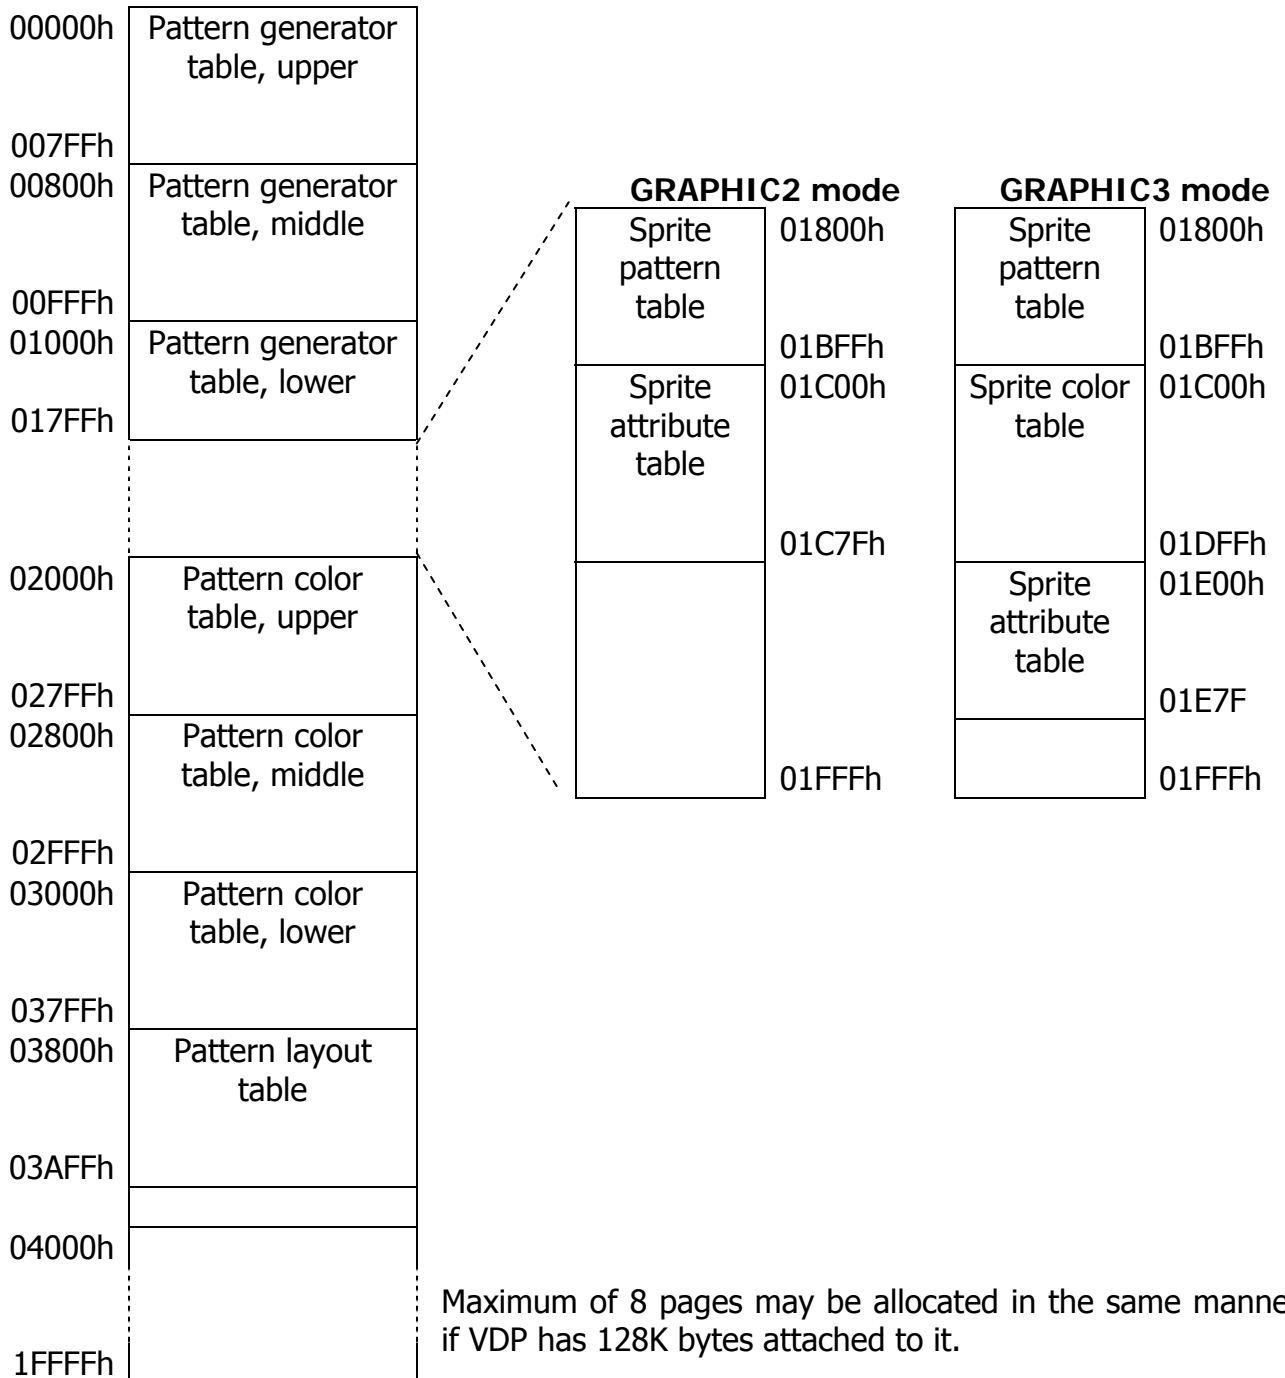 00000h
Pattern generator
table, upper
007FFh
00800h
Pattern generator
table, middle
00FFFh
01000h
Pattern generator
table, lower
017FFh
02000h
Pattern color
table, upper
027FFh
02800h
Pattern color
table, middle
02FFFh
03000h
Pattern color
table, lower
037FFh
03800h
Pattern layout
table
03AFFh
04000h
1FFFFh
GRAPHIC2 mode
Sprite
pattern
table
01800h
01BFFh
Sprite
attribute
table
01C00h
01C7Fh
01FFFh
GRAPHIC3 mode
Sprite
pattern
table
01800h
01BFFh
Sprite color
table
01C00h
01DFFh
Sprite
attribute
table
01E00h
01E7F
01FFFh
Maximum of 8 pages may be allocated in the same manne
if VDP has 128K bytes attached to it.